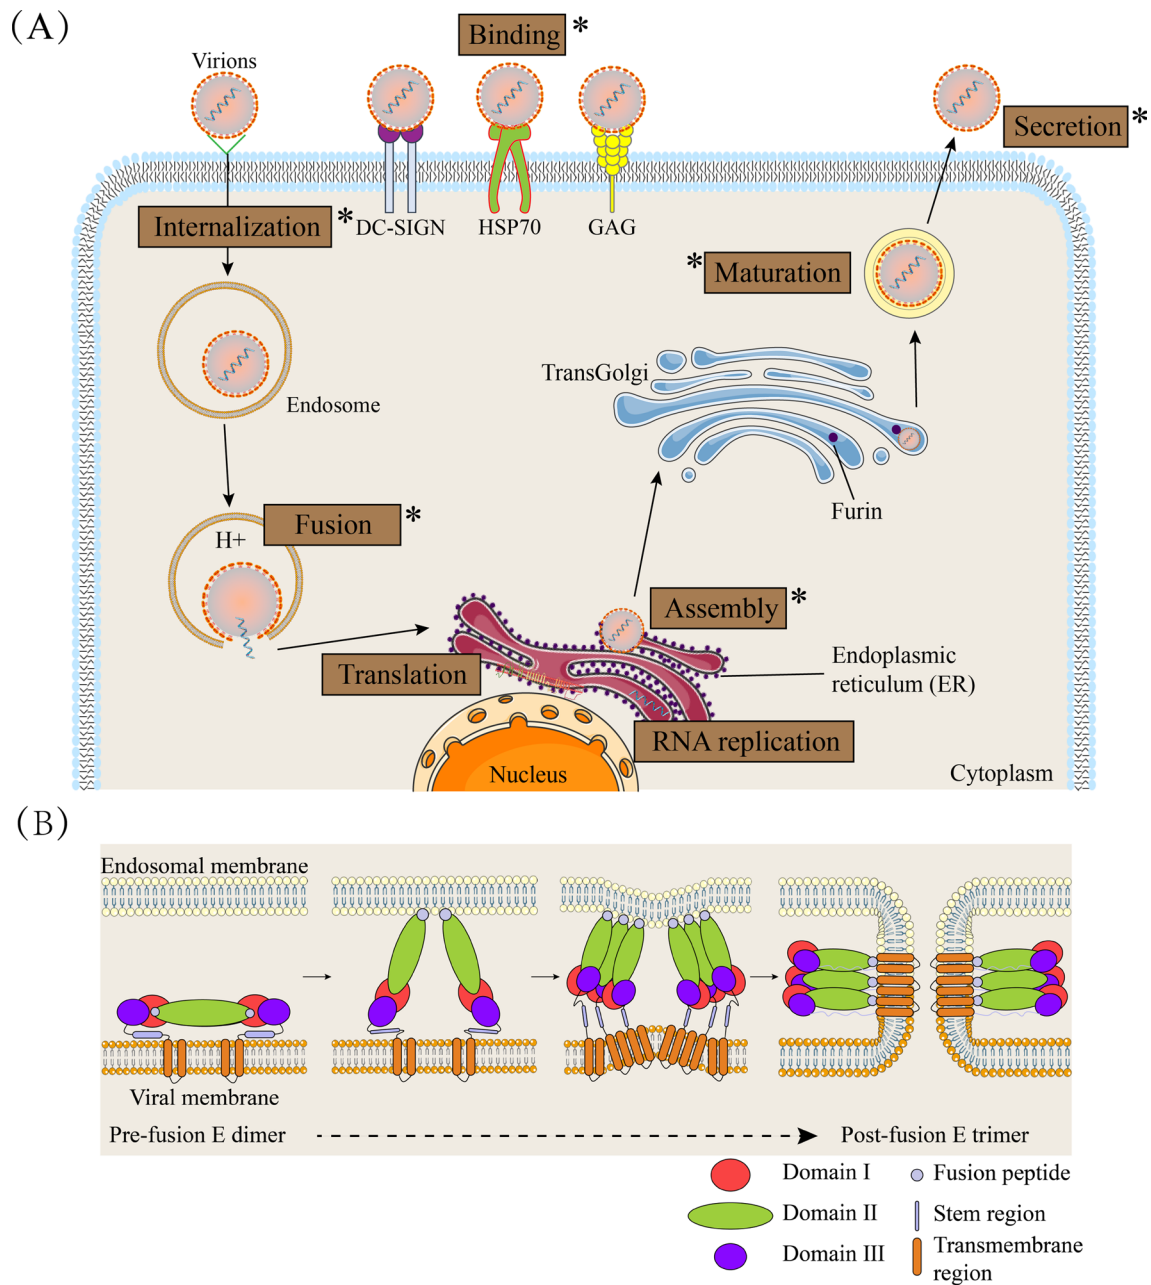 (A)
Binding *
Virions
Secretion *
Internalization *
DC-SIGN
HSP70
GAG
* Maturation
TransGolgi
Endosome
Furin
Fusion *
H+
Assembly *
Translation
Endoplasmic
reticulum (ER)
RNA replication
Nucleus
Cytoplasm
(B)
Endosomal membrane
Viral membrane
Pre-fusion E dimer
Post-fusion E trimer
Domain I
Fusion peptide
Domain II
Stem region
Domain III
Transmembrane
region